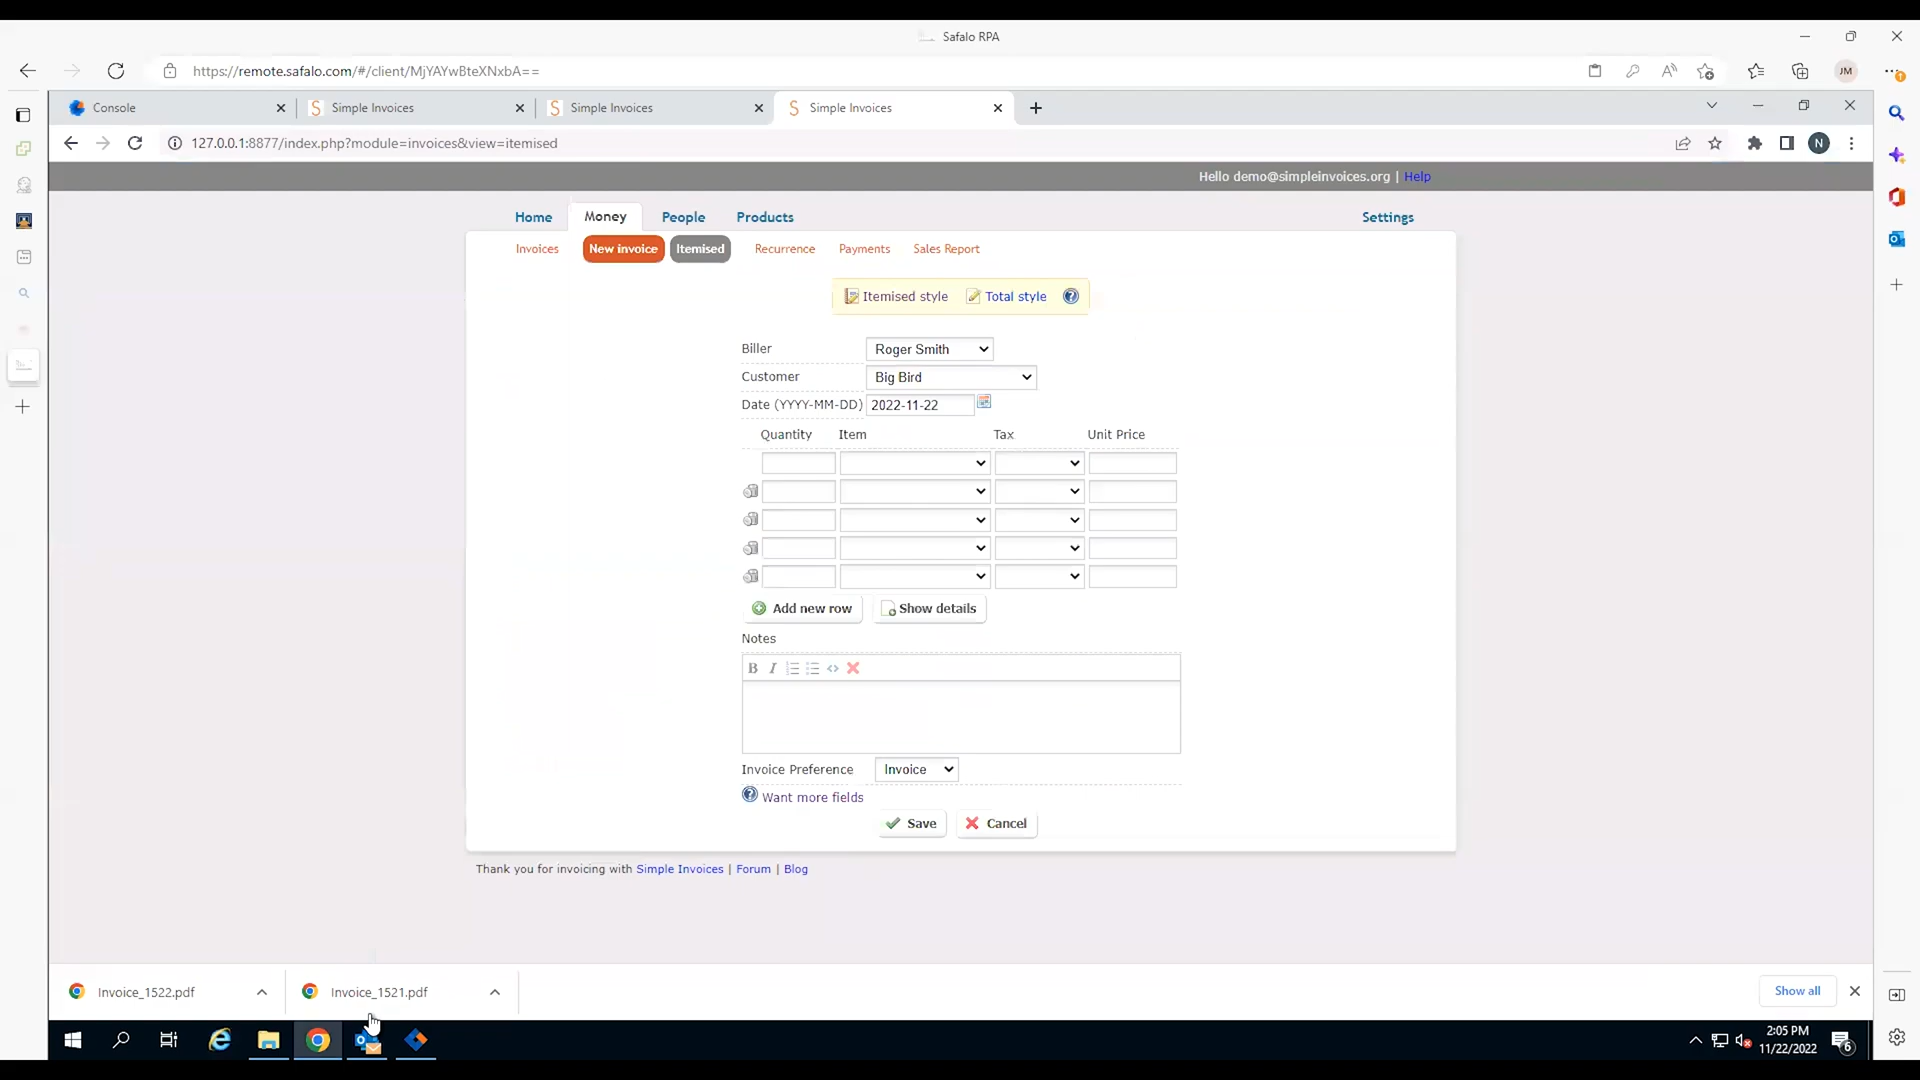 Safalo RPA
https://remote.safalo.com/#/client/MjYAYwBteXNxbA==
JM
Console
Simple Invoices
Simple Invoices
Simple Invoices
127.0.0.1:8877/index.php?module=invoices&view=itemised
N
Hello demo@simpleinvoices.org | Help
Home Money People Products Settings
Invoices New invoice Itemised Recurrence Payments Sales Report
Itemised style Total style
Biller Roger Smith
Customer Big Bird
Date (YYYY-MM-DD) 2022-11-22
Quantity Item Tax Unit Price
Add new row Show details
Notes
B I
Invoice Preference Invoice
Want more fields
Save Cancel
Thank you for invoicing with Simple Invoices | Forum | Blog
Invoice_1522.pdf Invoice_1521.pdf Show all
2:05 PM
11/22/2022
6